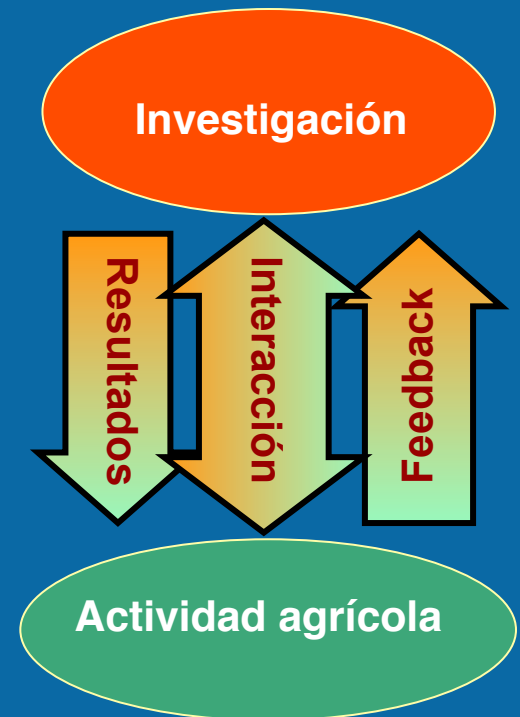 Investigación
Resultados
Interacción
Feedback
Actividad agrícola